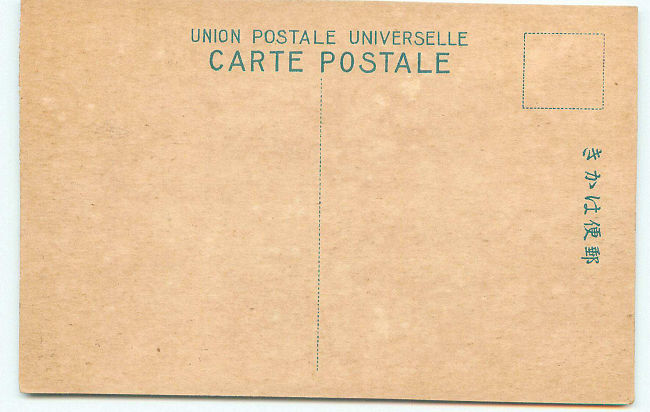 UNION POSTALE UNIVERSELLE
CARTE POSTALE
郵便はかき